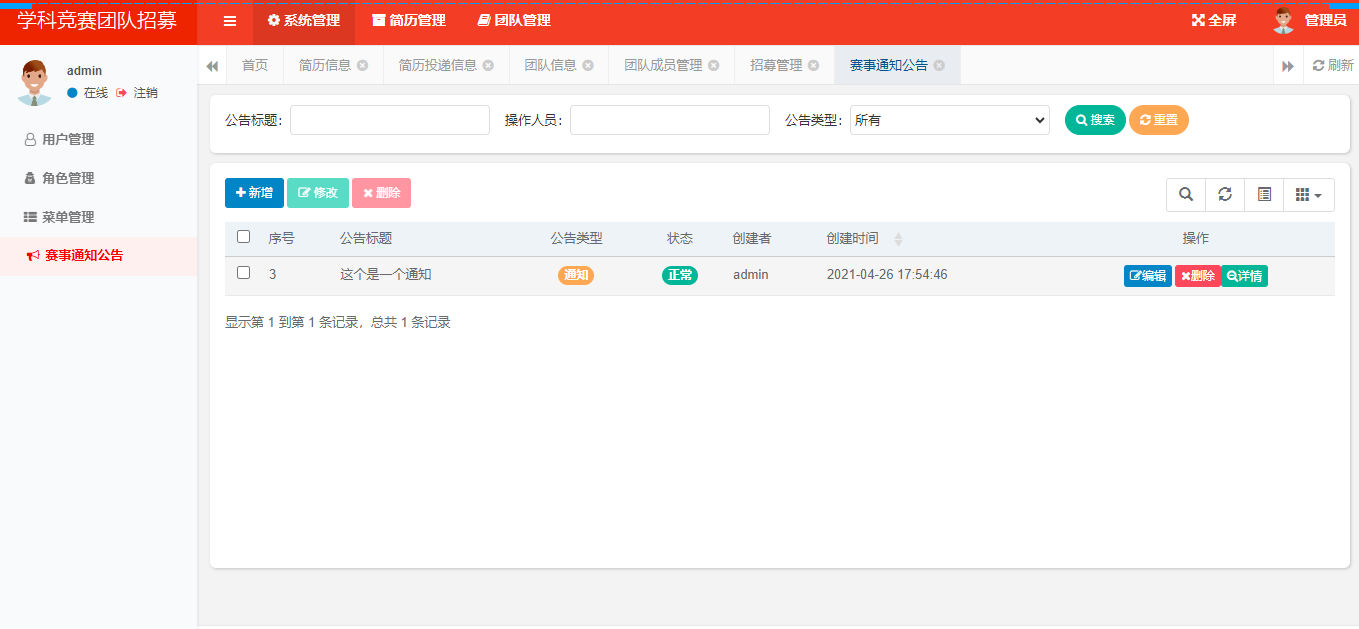 学科竞赛团队招募 系统管理 简历管理 团队管理 全屏 管理员
admin
在线 注销
用户管理
角色管理
菜单管理
赛事通知公告
首页 简历信息 简历投递信息 团队信息 团队成员管理 招募管理 赛事通知公告 刷新
公告标题： 操作人员： 公告类型： 所有 搜索 重置
新增 修改 删除
序号 公告标题 公告类型 状态 创建者 创建时间 操作
3 这个是一个通知 通知 正常 admin 2021-04-26 17:54:46 编辑 删除 详情
显示第 1 到第 1 条记录，总共 1 条记录